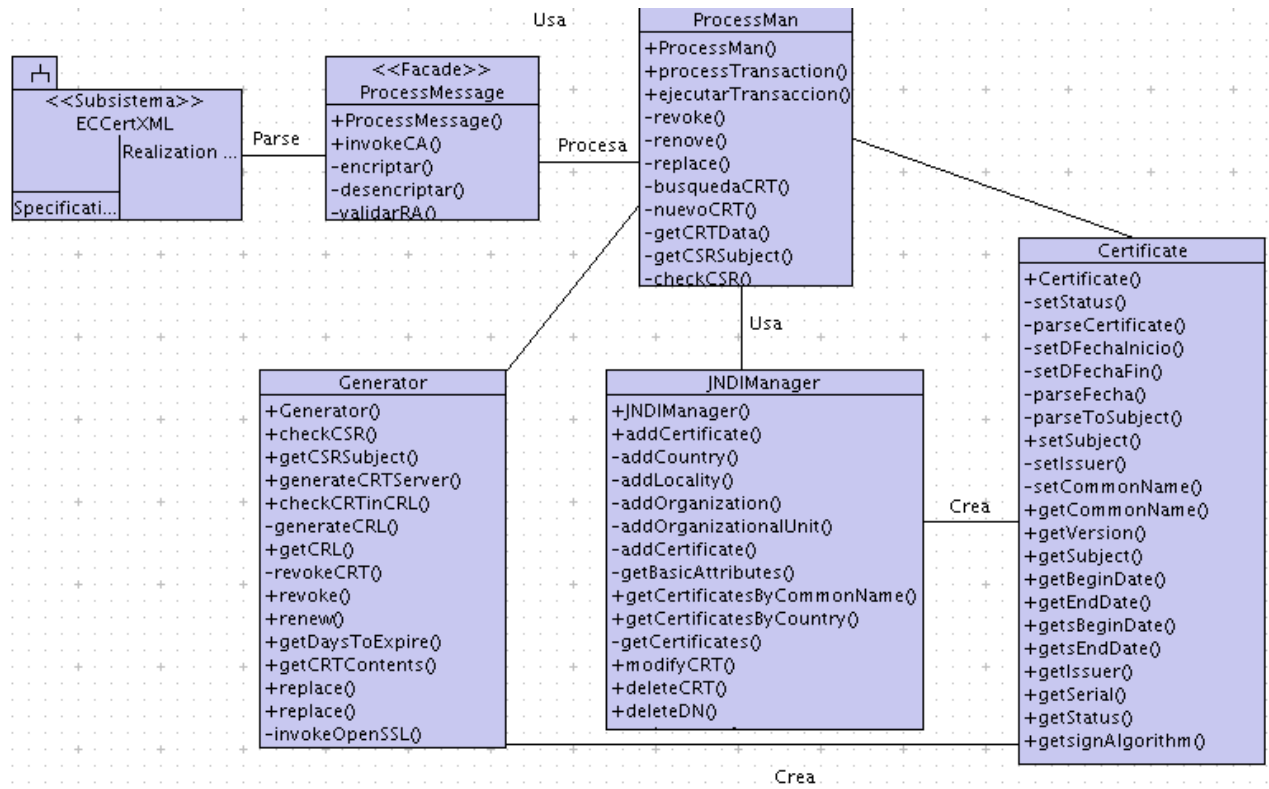 Usa
<<Subsistema>>
ECCertXML
Realization ...
Specificati...
Parse
<<Facade>>
ProcessMessage
+ProcessMessage()
+invokeCA()
-encriptar()
-desencriptar()
-validarRA()
Procesa
ProcessMan
+ProcessMan()
+processTransaction()
+ejecutarTransaccion()
-revoke()
-renove()
-replace()
-busquedaCRT()
-nuevoCRT()
-getCRTData()
-getCSRSubject()
-checkCSR()
Usa
Generator
+Generator()
+checkCSR()
+getCSRSubject()
+generateCRTServer()
+checkCRTinCRL()
-generateCRL()
+getCRL()
-revokeCRT()
+revoke()
+renew()
+getDaysToExpire()
+getCRTContents()
+replace()
+replace()
-invokeOpenSSL()
JNDIManager
+JNDIManager()
+addCertificate()
-addCountry()
-addLocality()
-addOrganization()
-addOrganizationalUnit()
-addCertificate()
-getBasicAttributes()
+getCertificatesByCommonName()
+getCertificatesByCountry()
-getCertificates()
+modifyCRT()
+deleteCRT()
+deleteDN()
Crea
Certificate
+Certificate()
-setStatus()
-parseCertificate()
-setDFechaInicio()
-setDFechaFin()
-parseFecha()
-parseToSubject()
+setSubject()
-setIssuer()
-setCommonName()
+getCommonName()
+getVersion()
+getSubject()
+getBeginDate()
+getEndDate()
+getsBeginDate()
+getsEndDate()
+getIssuer()
+getSerial()
+getStatus()
+getsignAlgorithm()
Crea